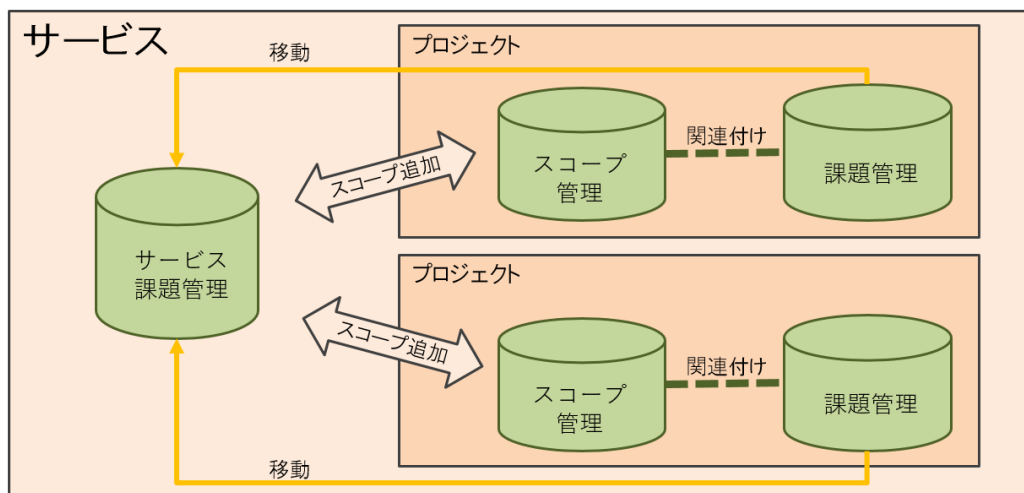 サービス
移動
プロジェクト
スコープ追加
スコープ
管理
関連付け
課題管理
サービス
課題管理
プロジェクト
スコープ追加
スコープ
管理
関連付け
課題管理
移動